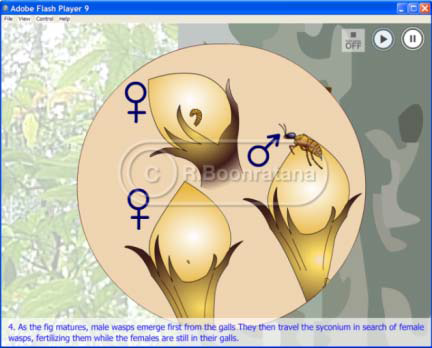 Adobe Flash Player 9
File View Control Help
OFF
© R.Boonratana
4. As the fig matures, male wasps emerge first from the galls.They then travel the syconium in search of female
wasps, fertilizing them while the females are still in their galls.